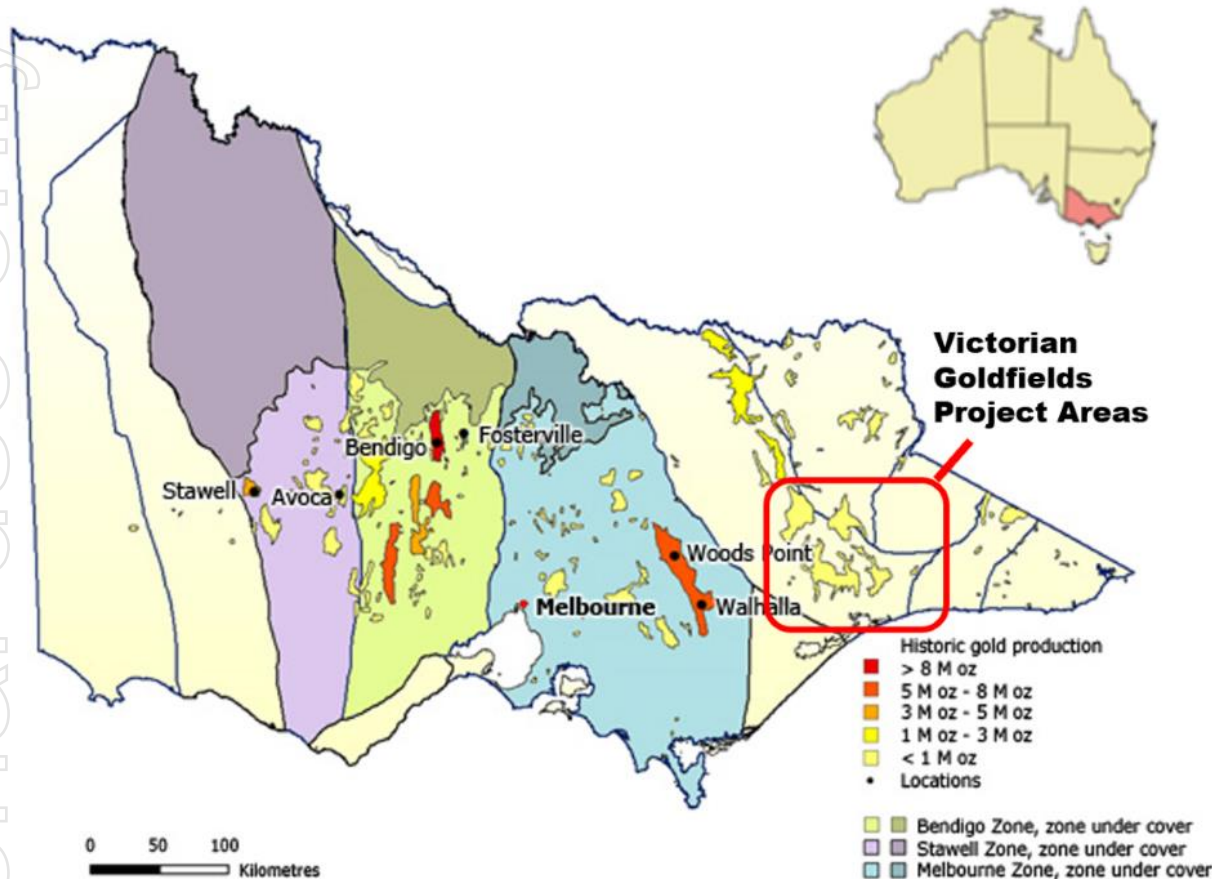 Victorian
Goldfields
Project Areas
Bendigo
Fosterville
Stawell
Avoca
Woods Point
Melbourne
Walhalla
Historic gold production
> 8 M oz
5 M oz - 8 M oz
3 M oz - 5 M oz
1 M oz - 3 M oz
< 1 M oz
Locations
Bendigo Zone, zone under cover
Stawell Zone, zone under cover
Melbourne Zone, zone under cover
0 50 100
Kilometres